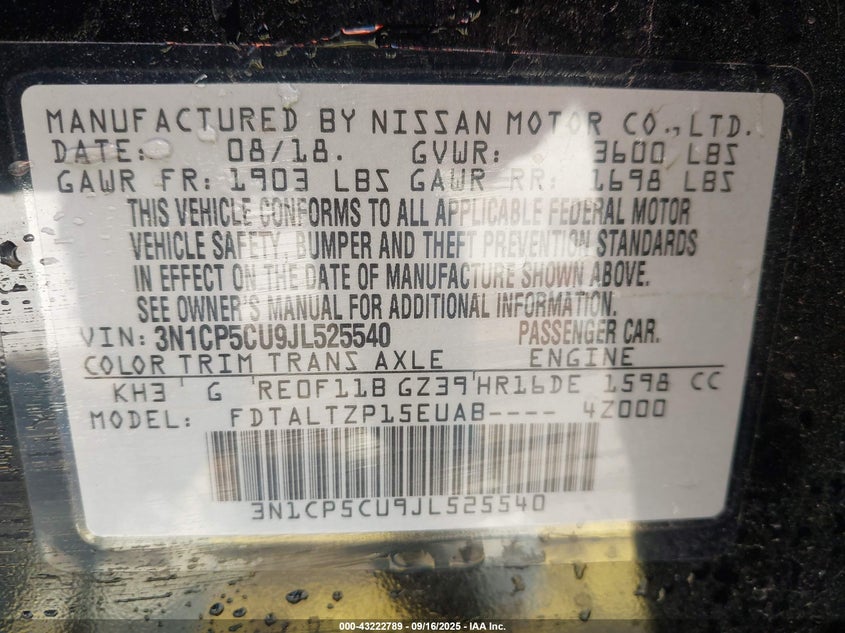 MANUFACTURED BY NISSAN MOTOR CO., LTD.
DATE: 08/18. GVWR: 3600 LBS
GAWR FR: 1903 LBS GAWR RR: 1698 LBS
THIS VEHICLE CONFORMS TO ALL APPLICABLE FEDERAL MOTOR
VEHICLE SAFETY, BUMPER AND THEFT PREVENTION STANDARDS
IN EFFECT ON THE DATE OF MANUFACTURE SHOWN ABOVE.
SEE OWNER'S MANUAL FOR ADDITIONAL INFORMATION.
VIN: 3N1CP5CU9JL525540 PASSENGER CAR.
COLOR TRIM TRANS AXLE ENGINE
KH3 G RE0F11B GZ39 HR16DE 1598 CC
MODEL: FDTALTZP15EUAB---- 4Z000
3N1CP5CU9JL525540
000-43222789 - 09/16/2025 - IAA Inc.